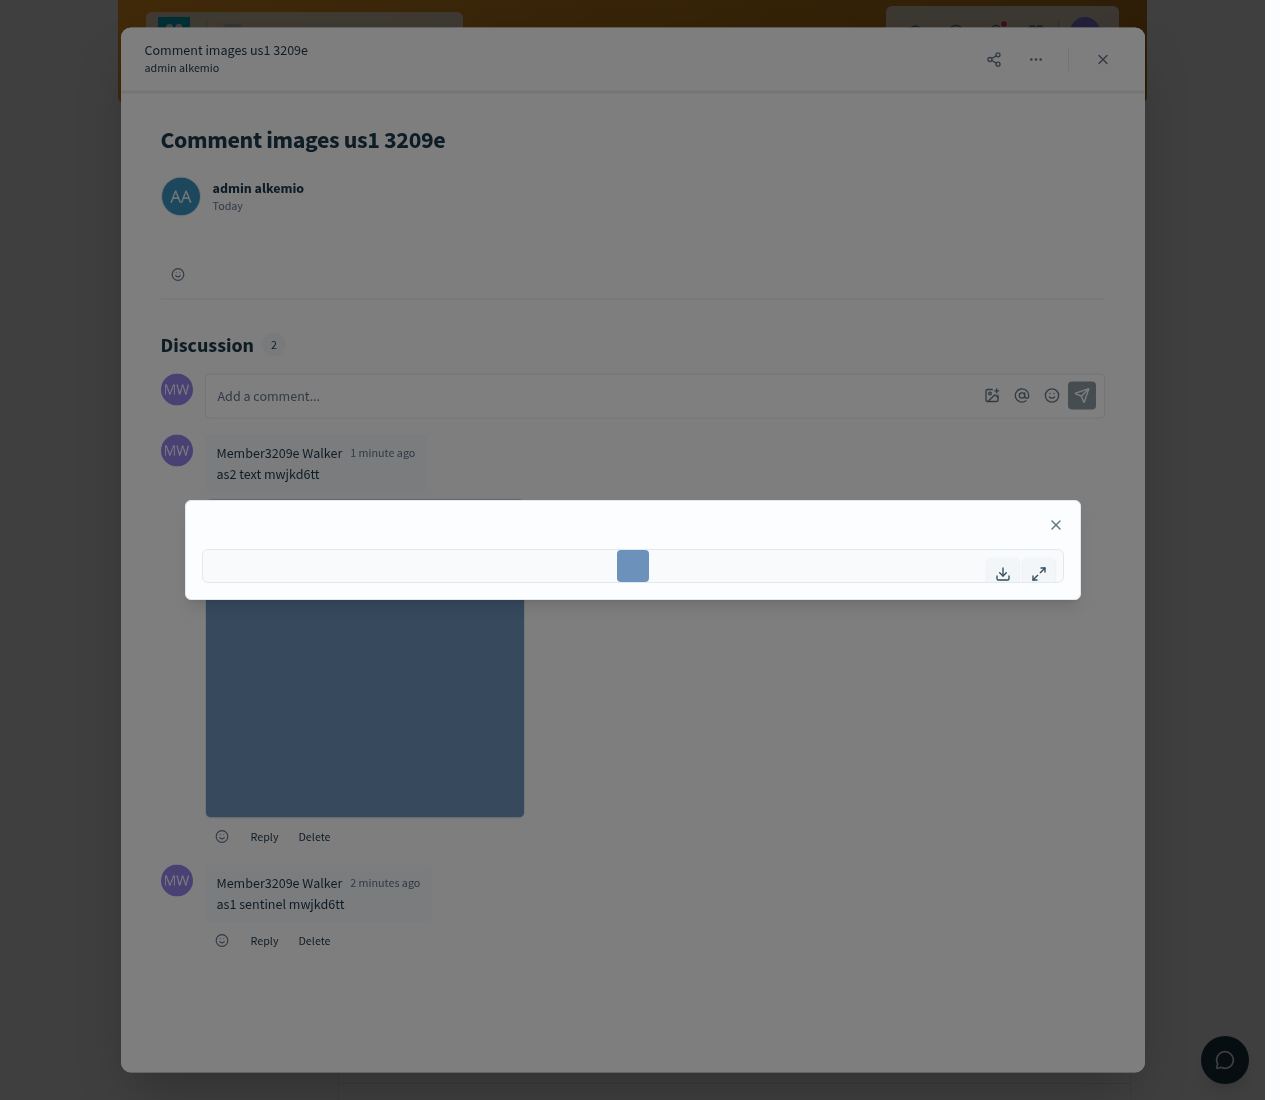 Comment images us1 3209e
admin alkemio
Comment images us1 3209e
AA
admin alkemio
Today
Discussion 2
MW
Add a comment...
MW
Member3209e Walker 1 minute ago
as2 text mwjkd6tt
Reply Delete
MW
Member3209e Walker 2 minutes ago
as1 sentinel mwjkd6tt
Reply Delete